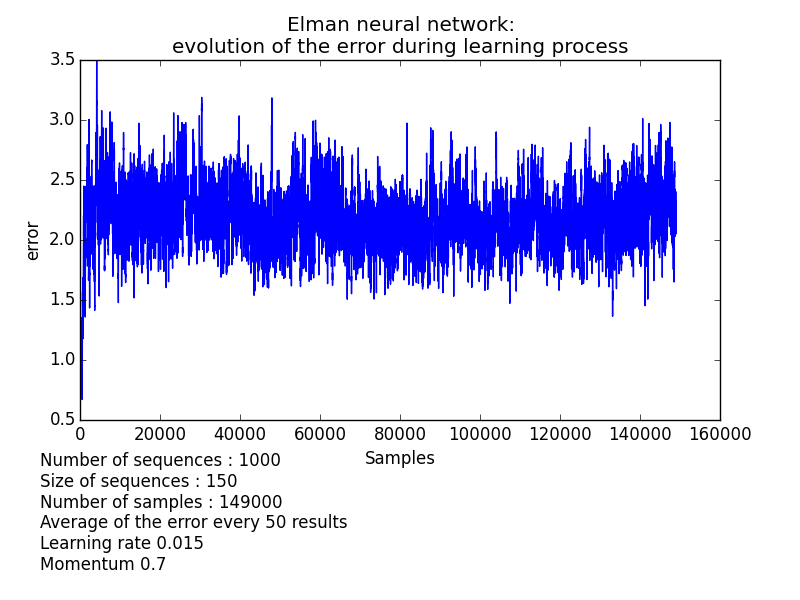 Elman neural network:
evolution of the error during learning process
3.5
3.0
2.5
2.0
1.5
1.0
0.5
error
0 20000 40000 60000 80000 100000 120000 140000 160000
Samples
Number of sequences : 1000
Size of sequences : 150
Number of samples : 149000
Average of the error every 50 results
Learning rate 0.015
Momentum 0.7